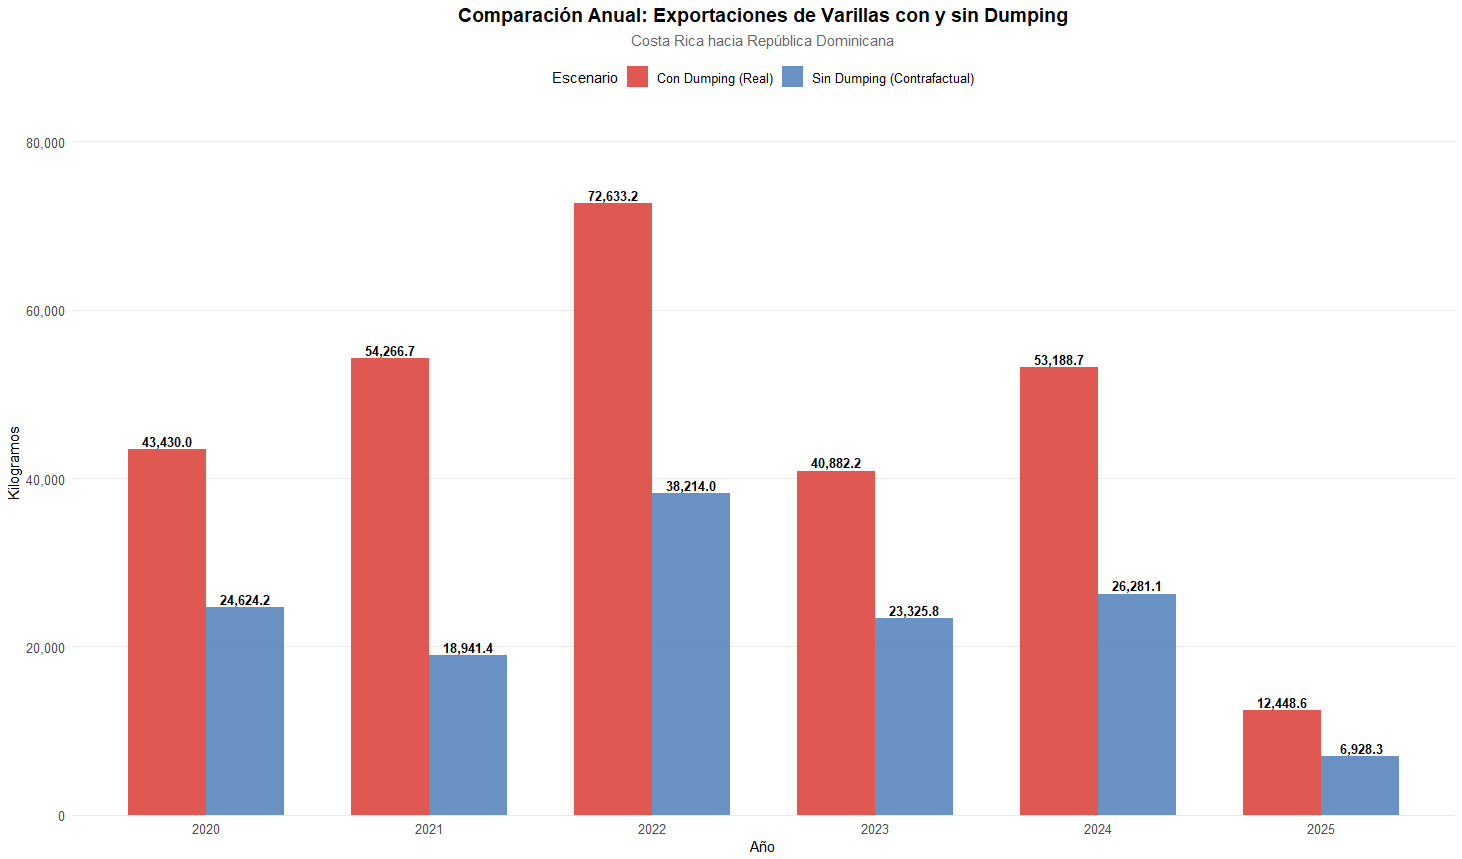 Comparación Anual: Exportaciones de Varillas con y sin Dumping
Costa Rica hacia República Dominicana
Escenario Con Dumping (Real) Sin Dumping (Contrafactual)
Kilogramos
80,000
60,000
40,000
20,000
0
43,430.0
24,624.2
54,266.7
18,941.4
72,633.2
38,214.0
40,882.2
23,325.8
53,188.7
26,281.1
12,448.6
6,928.3
2020 2021 2022 2023 2024 2025
Año